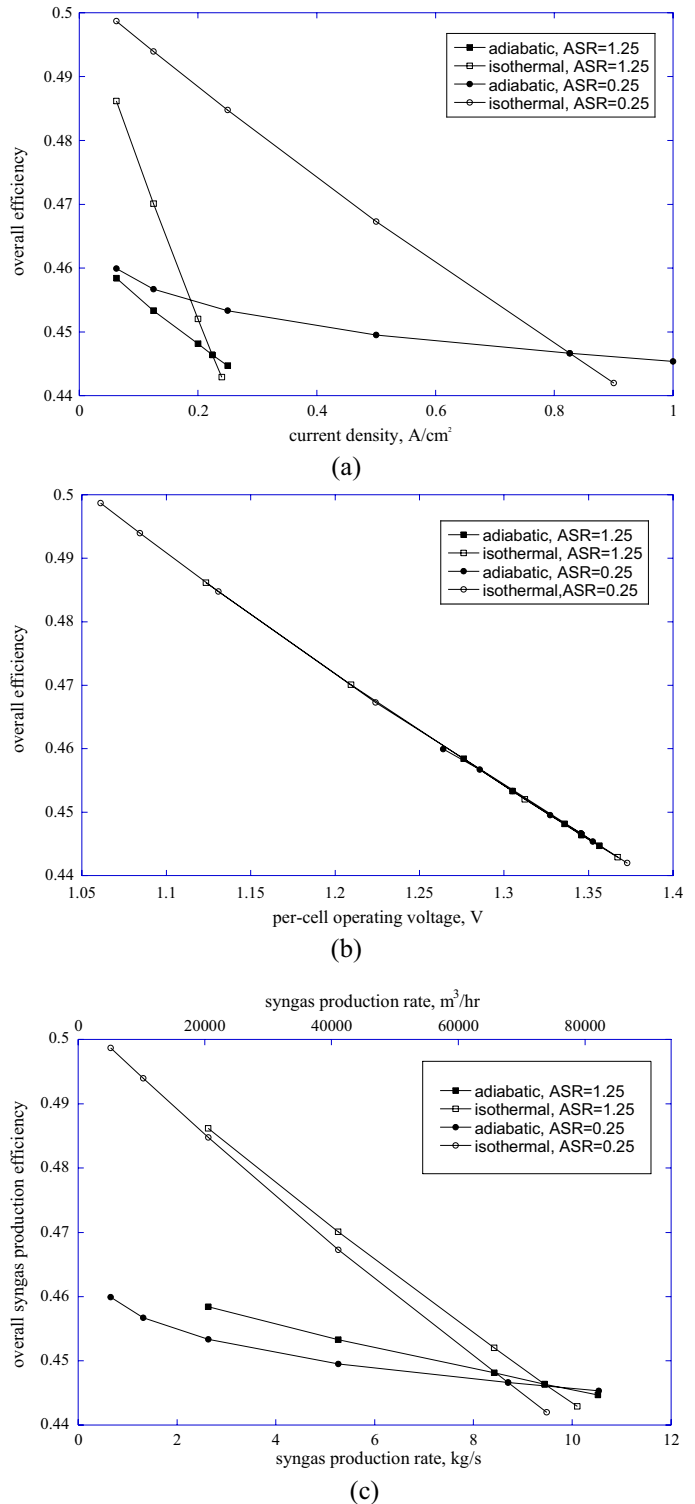 0.5
adiabatic, ASR=1.25
isothermal, ASR=1.25
adiabatic, ASR=0.25
isothermal, ASR=0.25
0.49
0.48
0.47
0.46
0.45
0.44
overall efficiency
0 0.2 0.4 0.6 0.8 1
current density, A/cm²
(a)
0.5
adiabatic, ASR=1.25
isothermal, ASR=1.25
adiabatic, ASR=0.25
isothermal,ASR=0.25
0.49
0.48
0.47
0.46
0.45
0.44
overall efficiency
1.05 1.1 1.15 1.2 1.25 1.3 1.35 1.4
per-cell operating voltage, V
(b)
syngas production rate, m³/hr
0 20000 40000 60000 80000
0.5
adiabatic, ASR=1.25
isothermal, ASR=1.25
adiabatic, ASR=0.25
isothermal, ASR=0.25
0.49
0.48
0.47
0.46
0.45
0.44
overall syngas production efficiency
0 2 4 6 8 10 12
syngas production rate, kg/s
(c)